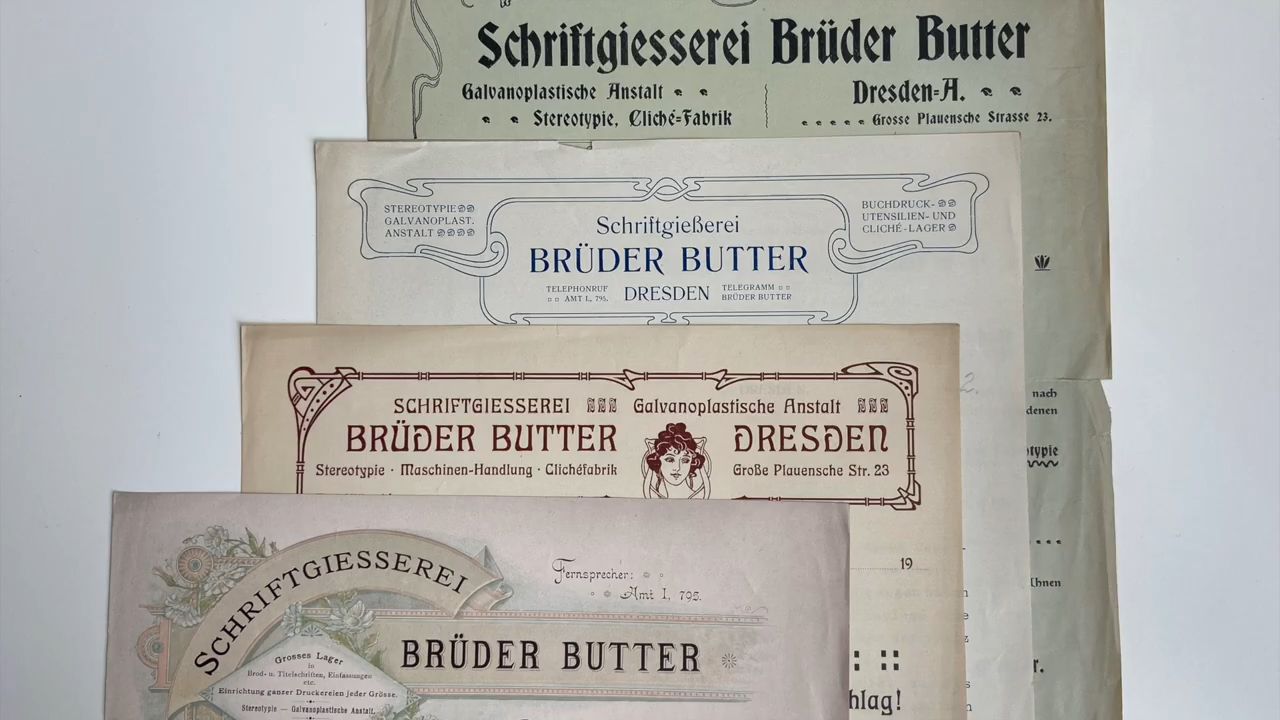 Schriftgiesserei Brüder Butter
Galvanoplastische Anstalt
Dresden=A.
Stereotypie, Cliché=Fabrik
Grosse Plauensche Strasse 23.
STEREOTYPIE
GALVANOPLAST.
ANSTALT
Schriftgießerei
BRÜDER BUTTER
TELEPHONRUF
AMT I., 795.
DRESDEN
TELEGRAMM
BRÜDER BUTTER
BUCHDRUCK-
UTENSILIEN- UND
CLICHÉ-LAGER
2.
nach
denen
otypie
Ihnen
r.
SCHRIFTGIESSEREI
Galvanoplastische Anstalt
BRÜDER BUTTER
DRESDEN
Stereotypie · Maschinen-Handlung · Clichéfabrik
Große Plauensche Str. 23
19
hlag!
SCHRIFTGIESSEREI
Fernsprecher:
Amt I, 795.
BRÜDER BUTTER
Grosses Lager
in
Brod- u. Titelschriften, Einfassungen
etc.
Einrichtung ganzer Druckereien jeder Grösse.
Stereotypie — Galvanoplastische Anstalt.